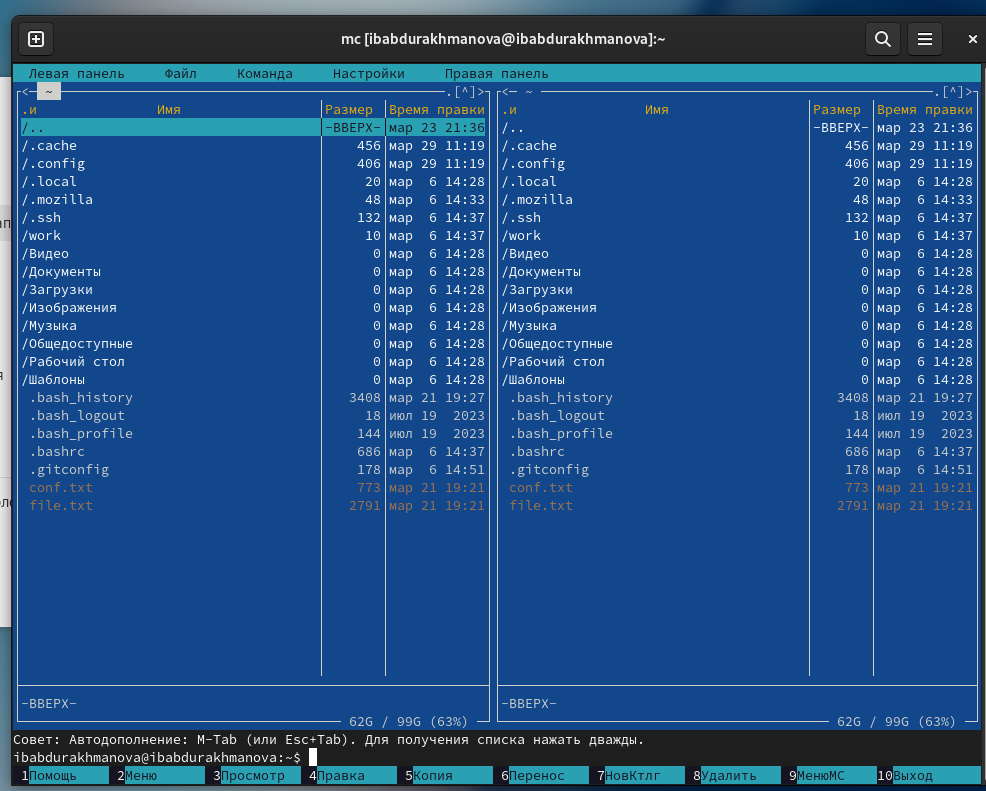 mc [ibabdurakhmanova@ibabdurakhmanova]:~
Левая панель Файл Команда Настройки Правая панель
<─ ~ .[^]> <─ ~ .[^]>
.и Имя Размер Время правки .и Имя Размер Время правки
/.. -ВВЕРХ- мар 23 21:36 /.. -ВВЕРХ- мар 23 21:36
/.cache 456 мар 29 11:19 /.cache 456 мар 29 11:19
/.config 406 мар 29 11:19 /.config 406 мар 29 11:19
/.local 20 мар 6 14:28 /.local 20 мар 6 14:28
/.mozilla 48 мар 6 14:33 /.mozilla 48 мар 6 14:33
/.ssh 132 мар 6 14:37 /.ssh 132 мар 6 14:37
/work 10 мар 6 14:37 /work 10 мар 6 14:37
/Видео 0 мар 6 14:28 /Видео 0 мар 6 14:28
/Документы 0 мар 6 14:28 /Документы 0 мар 6 14:28
/Загрузки 0 мар 6 14:28 /Загрузки 0 мар 6 14:28
/Изображения 0 мар 6 14:28 /Изображения 0 мар 6 14:28
/Музыка 0 мар 6 14:28 /Музыка 0 мар 6 14:28
/Общедоступные 0 мар 6 14:28 /Общедоступные 0 мар 6 14:28
/Рабочий стол 0 мар 6 14:28 /Рабочий стол 0 мар 6 14:28
/Шаблоны 0 мар 6 14:28 /Шаблоны 0 мар 6 14:28
.bash_history 3408 мар 21 19:27 .bash_history 3408 мар 21 19:27
.bash_logout 18 июл 19 2023 .bash_logout 18 июл 19 2023
.bash_profile 144 июл 19 2023 .bash_profile 144 июл 19 2023
.bashrc 686 мар 6 14:37 .bashrc 686 мар 6 14:37
.gitconfig 178 мар 6 14:51 .gitconfig 178 мар 6 14:51
conf.txt 773 мар 21 19:21 conf.txt 773 мар 21 19:21
file.txt 2791 мар 21 19:21 file.txt 2791 мар 21 19:21
-ВВЕРХ- -ВВЕРХ-
62G / 99G (63%) 62G / 99G (63%)
Совет: Автодополнение: M-Tab (или Esc+Tab). Для получения списка нажать дважды.
ibabdurakhmanova@ibabdurakhmanova:~$
1Помощь 2Меню 3Просмотр 4Правка 5Копия 6Перенос 7НовКтлг 8Удалить 9МенюМС 10Выход